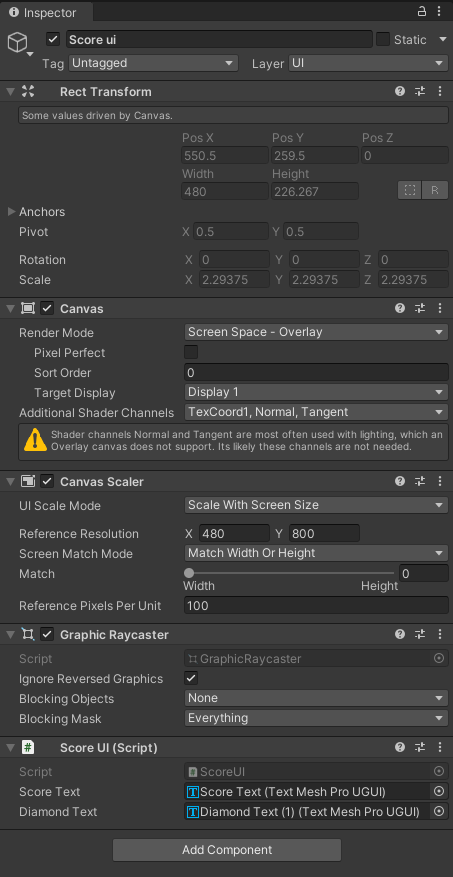 Inspector
Score ui Static
Tag Untagged Layer UI
Rect Transform
Some values driven by Canvas.
Pos X Pos Y Pos Z
550.5 259.5 0
Width Height
480 226.267 R
Anchors
Pivot X 0.5 Y 0.5
Rotation X 0 Y 0 Z 0
Scale X 2.29375 Y 2.29375 Z 2.29375
Canvas
Render Mode Screen Space - Overlay
Pixel Perfect
Sort Order 0
Target Display Display 1
Additional Shader Channels TexCoord1, Normal, Tangent
Shader channels Normal and Tangent are most often used with lighting, which an
Overlay canvas does not support. Its likely these channels are not needed.
Canvas Scaler
UI Scale Mode Scale With Screen Size
Reference Resolution X 480 Y 800
Screen Match Mode Match Width Or Height
Match 0
Width Height
Reference Pixels Per Unit 100
Graphic Raycaster
Script GraphicRaycaster
Ignore Reversed Graphics
Blocking Objects None
Blocking Mask Everything
# Score UI (Script)
Script # ScoreUI
Score Text T Score Text (Text Mesh Pro UGUI)
Diamond Text T Diamond Text (1) (Text Mesh Pro UGUI)
Add Component